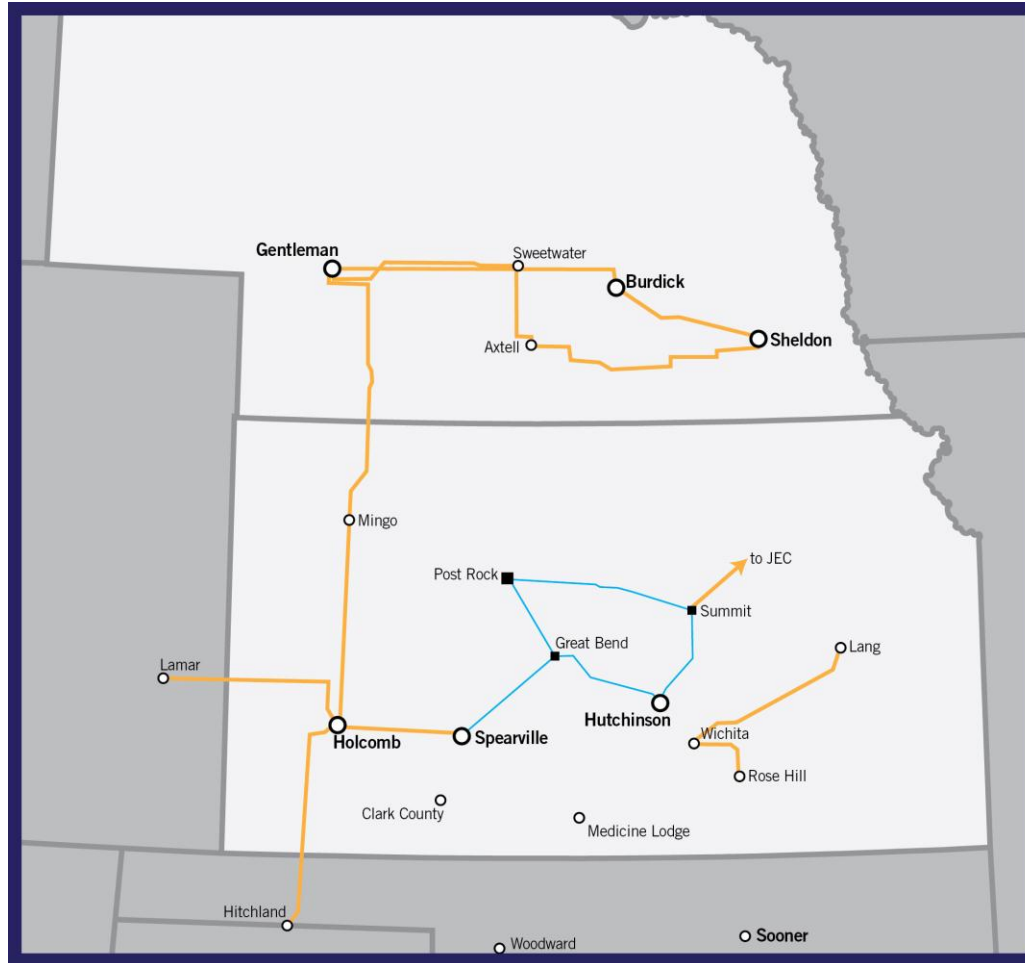 Gentleman
Sweetwater
Burdick
Axtell
Sheldon
Mingo
to JEC
Post Rock
Summit
Great Bend
Lang
Lamar
Hutchinson
Holcomb
Spearville
Wichita
Rose Hill
Clark County
Medicine Lodge
Hitchland
Woodward
Sooner